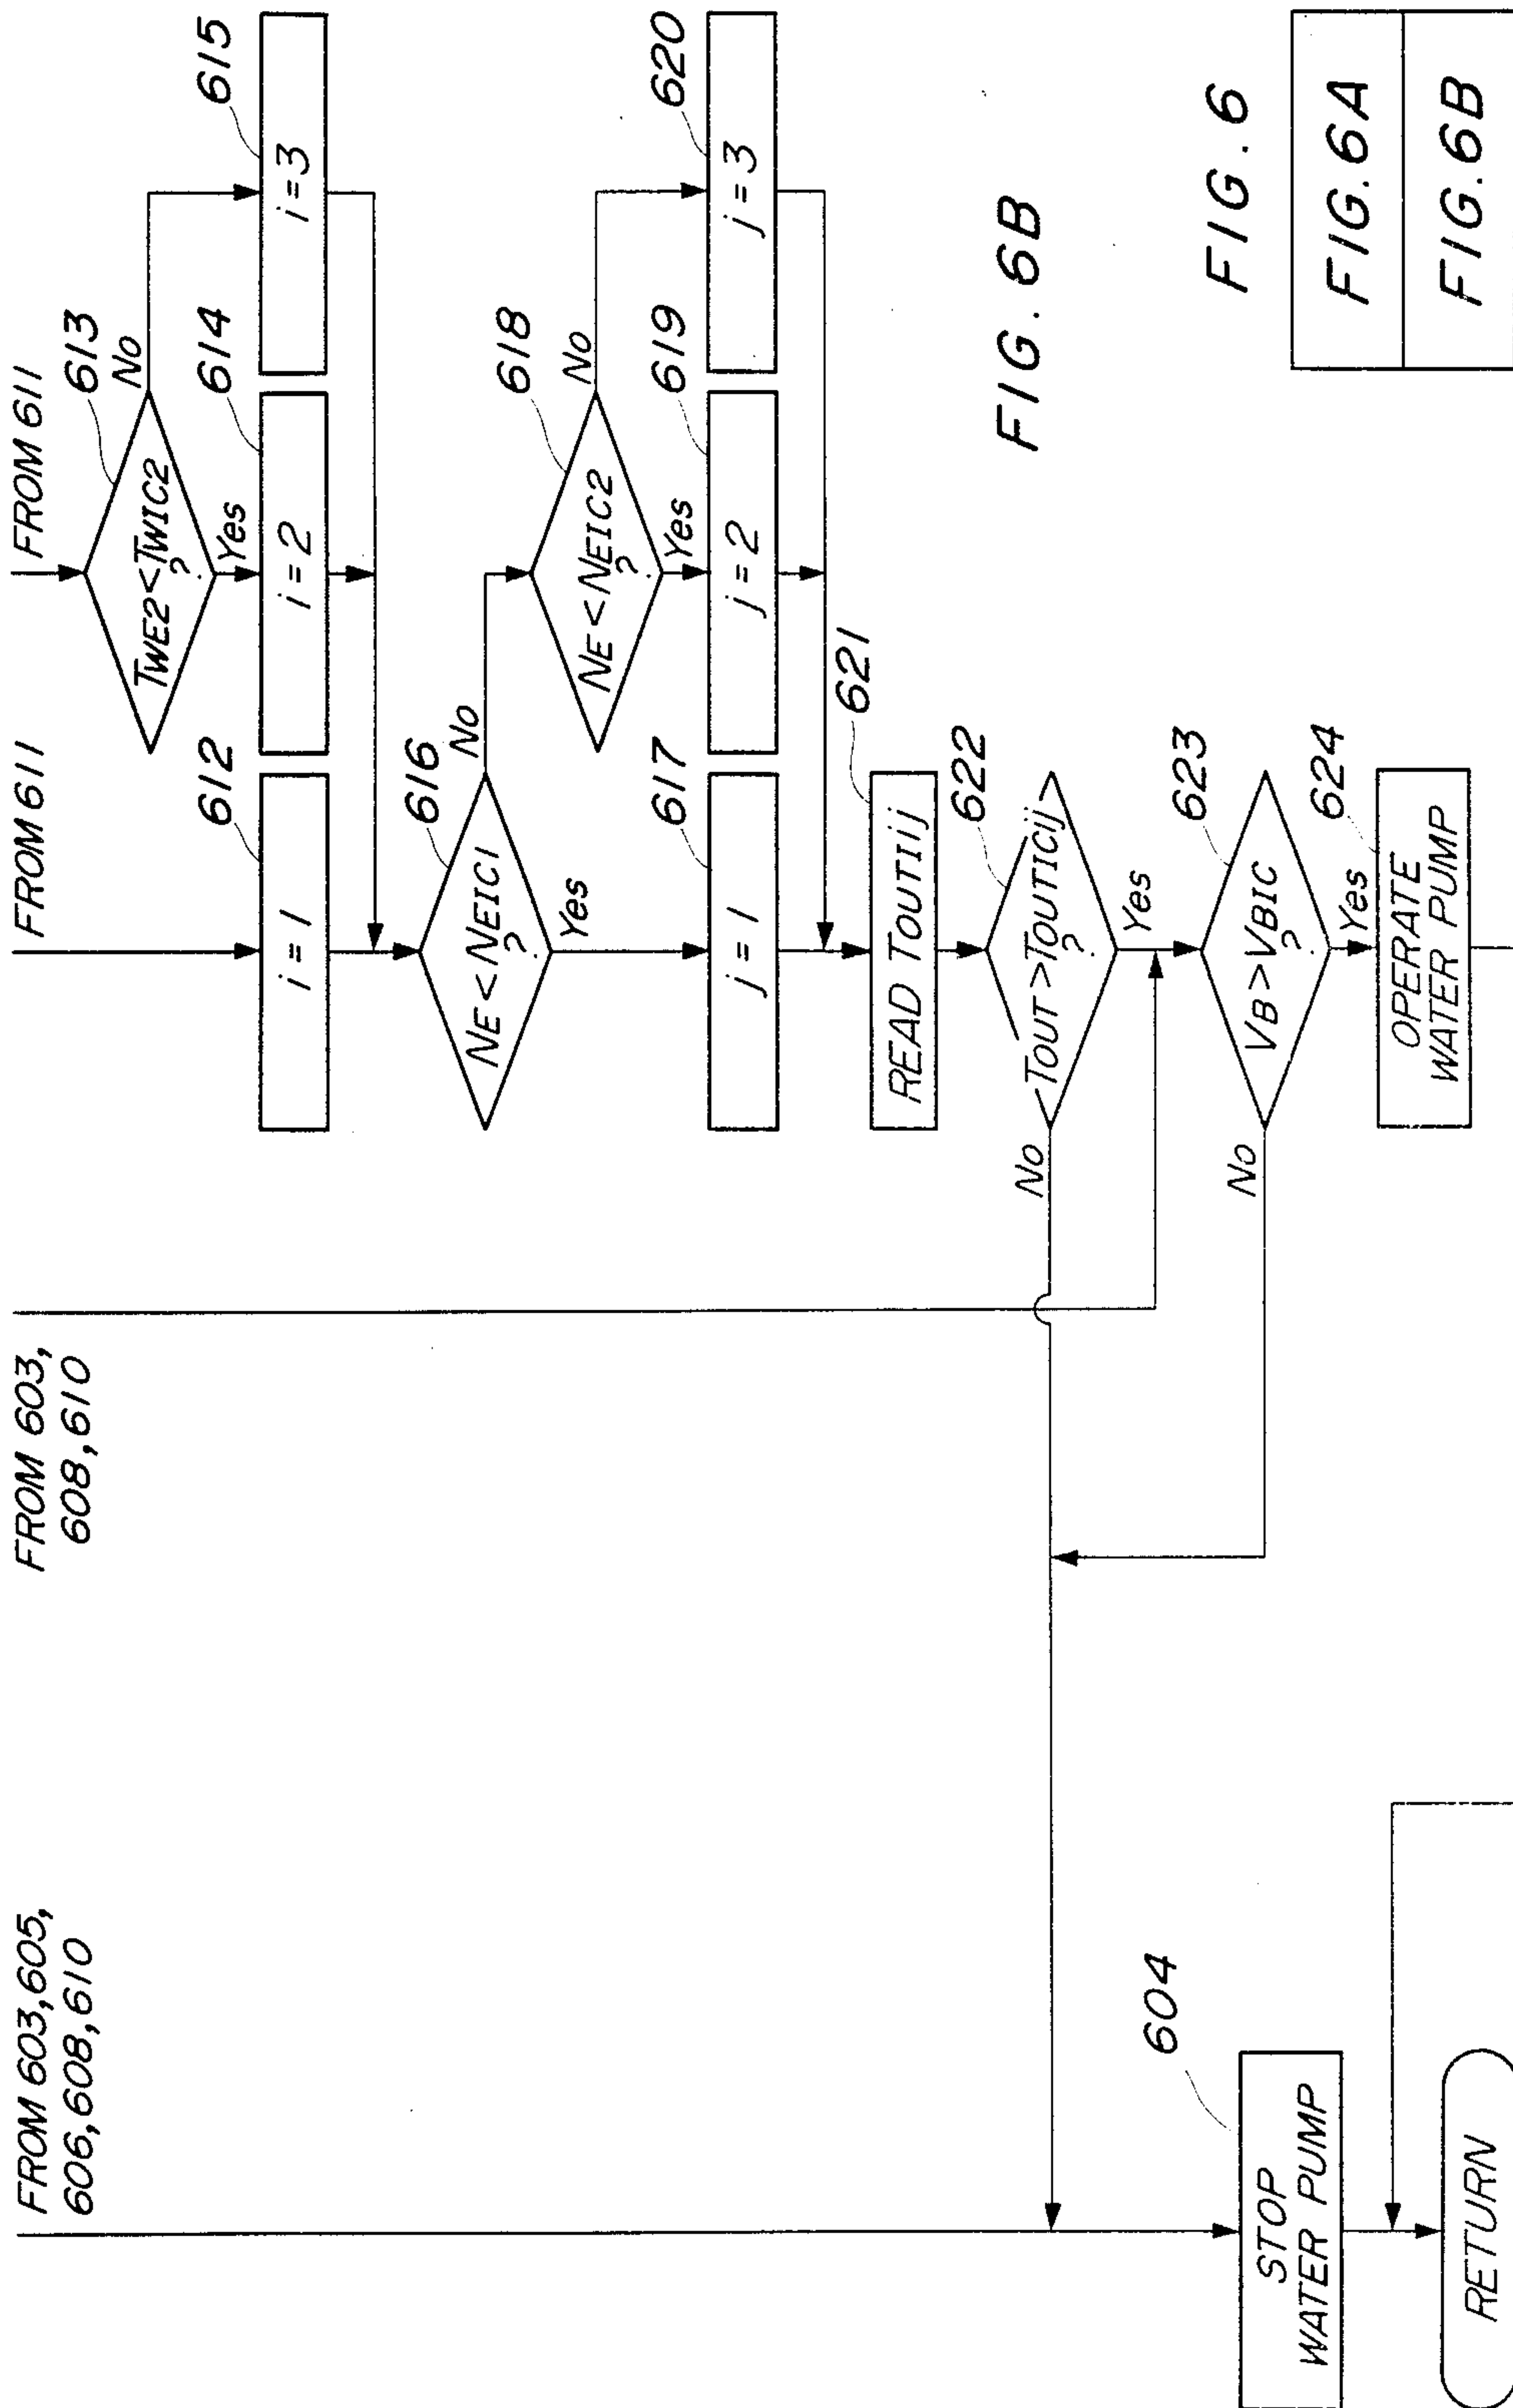 FROM 603,605,
606,608,610
FROM 603,
608,610
FROM 611
FROM 611
613
TWE2<TWIC2
?
No
Yes
612
i=1
614
i=2
615
i=3
616
NE<NEIC1
?
No
Yes
618
NE<NEIC2
?
No
Yes
617
j=1
619
j=2
620
j=3
621
READ TOUTIij
622
TOUT>TOUTICij
?
No
Yes
623
VB>VBIC
?
No
Yes
624
OPERATE
WATER PUMP
604
STOP
WATER PUMP
RETURN
FIG. 6B
FIG. 6
FIG. 6A
FIG. 6B